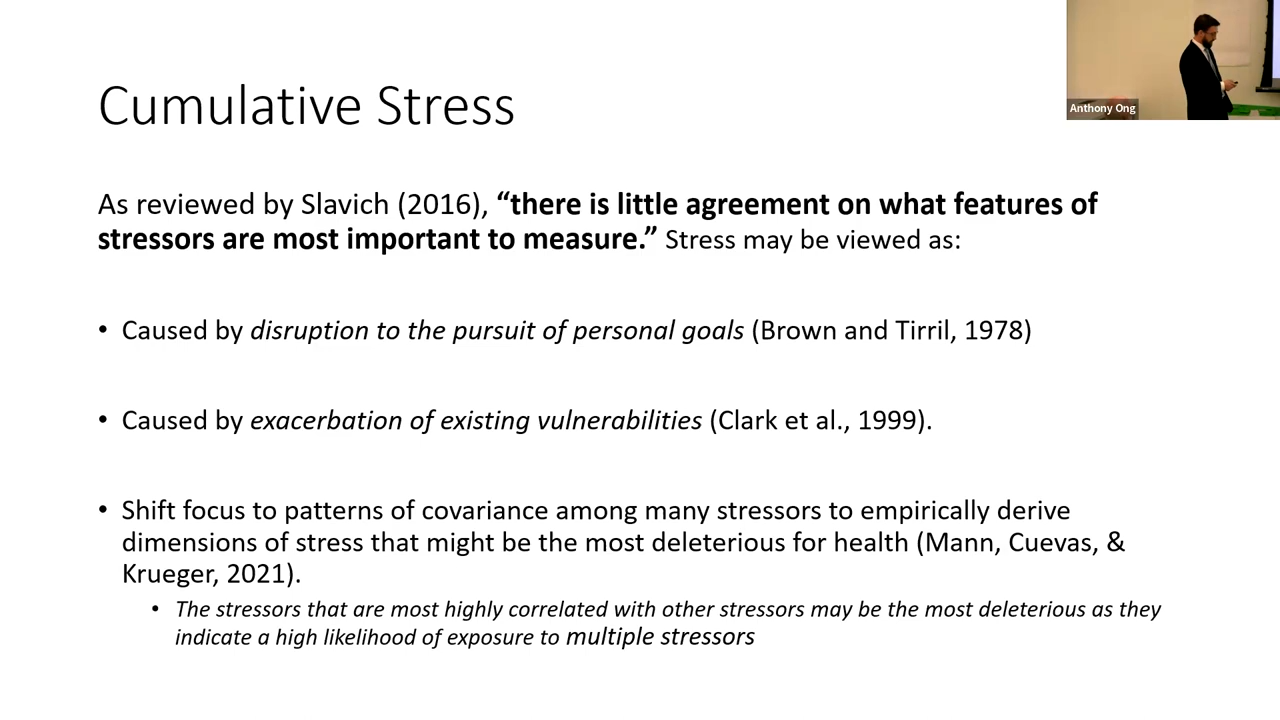 Cumulative Stress
Anthony Ong
As reviewed by Slavich (2016), “there is little agreement on what features of
stressors are most important to measure.” Stress may be viewed as:
• Caused by disruption to the pursuit of personal goals (Brown and Tirril, 1978)
• Caused by exacerbation of existing vulnerabilities (Clark et al., 1999).
• Shift focus to patterns of covariance among many stressors to empirically derive
dimensions of stress that might be the most deleterious for health (Mann, Cuevas, &
Krueger, 2021).
• The stressors that are most highly correlated with other stressors may be the most deleterious as they
indicate a high likelihood of exposure to multiple stressors